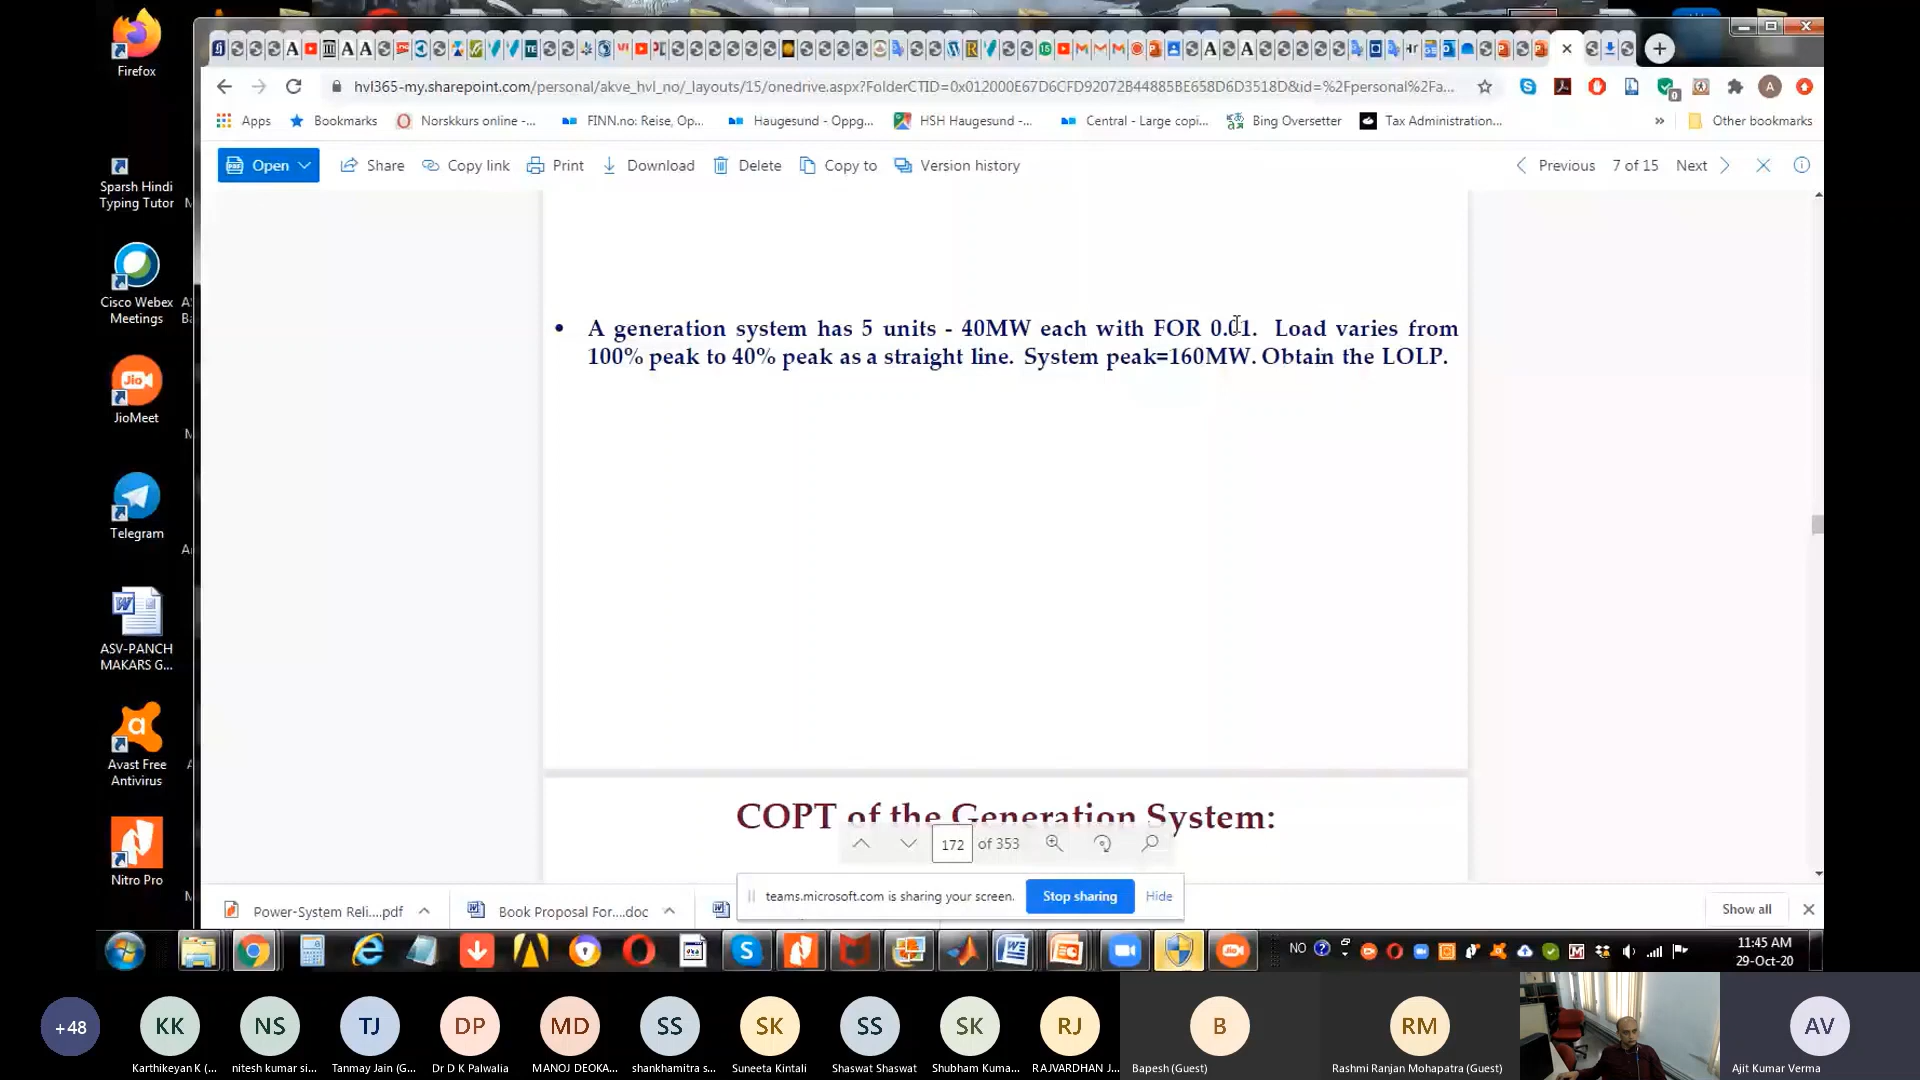 Firefox
Sparsh Hindi
Typing Tutor
Cisco Webex
Meetings
JioMeet
Telegram
ASV-PANCH
MAKARS G...
Avast Free
Antivirus
Nitro Pro
hvl365-my.sharepoint.com/personal/akve_hvl_no/_layouts/15/onedrive.aspx?FolderCTID=0x012000E67D6CFD92072B44885BE658D6D3518D&id=%2Fpersonal%2Fa...
Apps Bookmarks Norskkurs online -... FINN.no: Reise, Op... Haugesund - Oppg... HSH Haugesund -... Central - Large copi... Bing Oversetter Tax Administration... » Other bookmarks
Open Share Copy link Print Download Delete Copy to Version history Previous 7 of 15 Next
• A generation system has 5 units - 40MW each with FOR 0.01. Load varies from
100% peak to 40% peak as a straight line. System peak=160MW. Obtain the LOLP.
COPT of the Generation System:
172 of 353
teams.microsoft.com is sharing your screen. Stop sharing Hide
Power-System Reli....pdf Book Proposal For....doc Show all
NO 11:45 AM
29-Oct-20
+48 KK NS TJ DP MD SS SK SS SK RJ B RM AV
Karthikeyan K (... nitesh kumar si... Tanmay Jain (G... Dr D K Palwalia MANOJ DEOKA... shankhamitra s... Suneeta Kintali Shaswat Shaswat Shubham Kuma... RAJVARDHAN J... Bapesh (Guest) Rashmi Ranjan Mohapatra (Guest) Ajit Kumar Verma